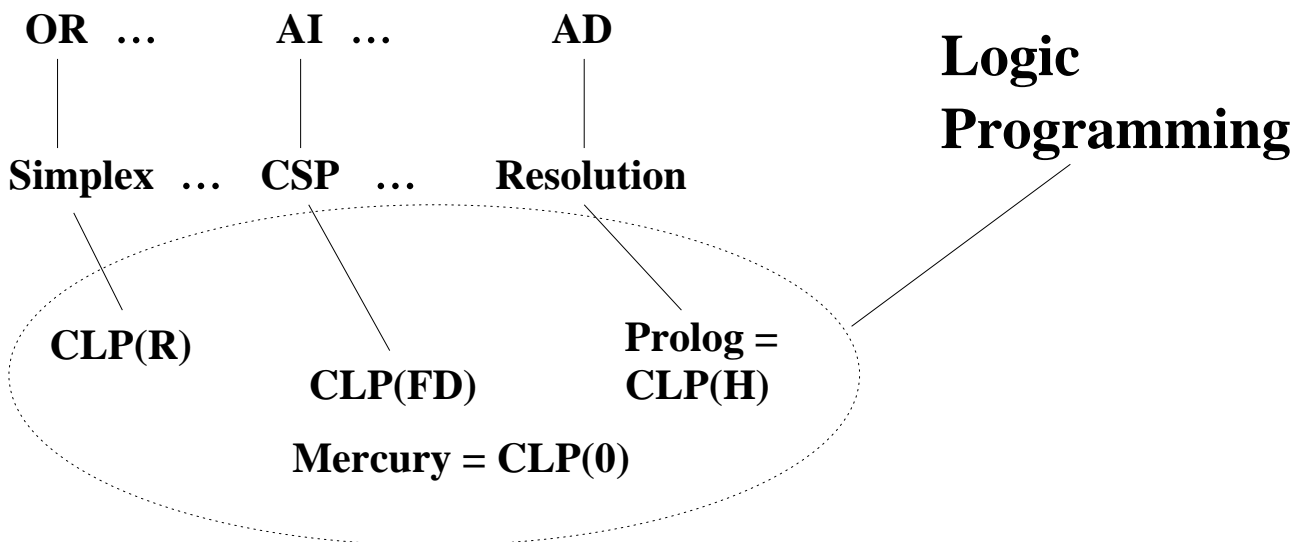 OR … AI … AD
Logic
Programming
Simplex … CSP … Resolution
CLP(R)
Prolog =
CLP(H)
CLP(FD)
Mercury = CLP(0)